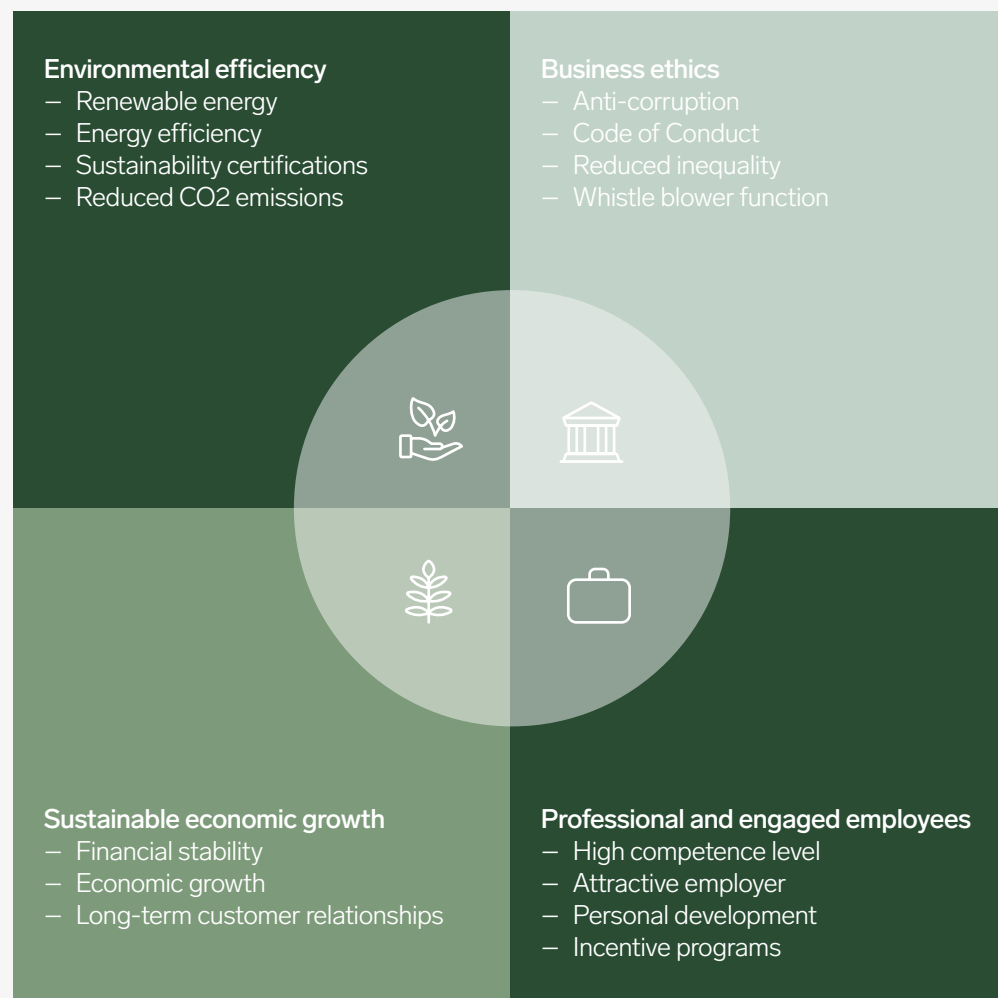 Environmental efficiency
– Renewable energy
– Energy efficiency
– Sustainability certifications
– Reduced CO2 emissions
Business ethics
– Anti-corruption
– Code of Conduct
– Reduced inequality
– Whistle blower function
Sustainable economic growth
– Financial stability
– Economic growth
– Long-term customer relationships
Professional and engaged employees
– High competence level
– Attractive employer
– Personal development
– Incentive programs